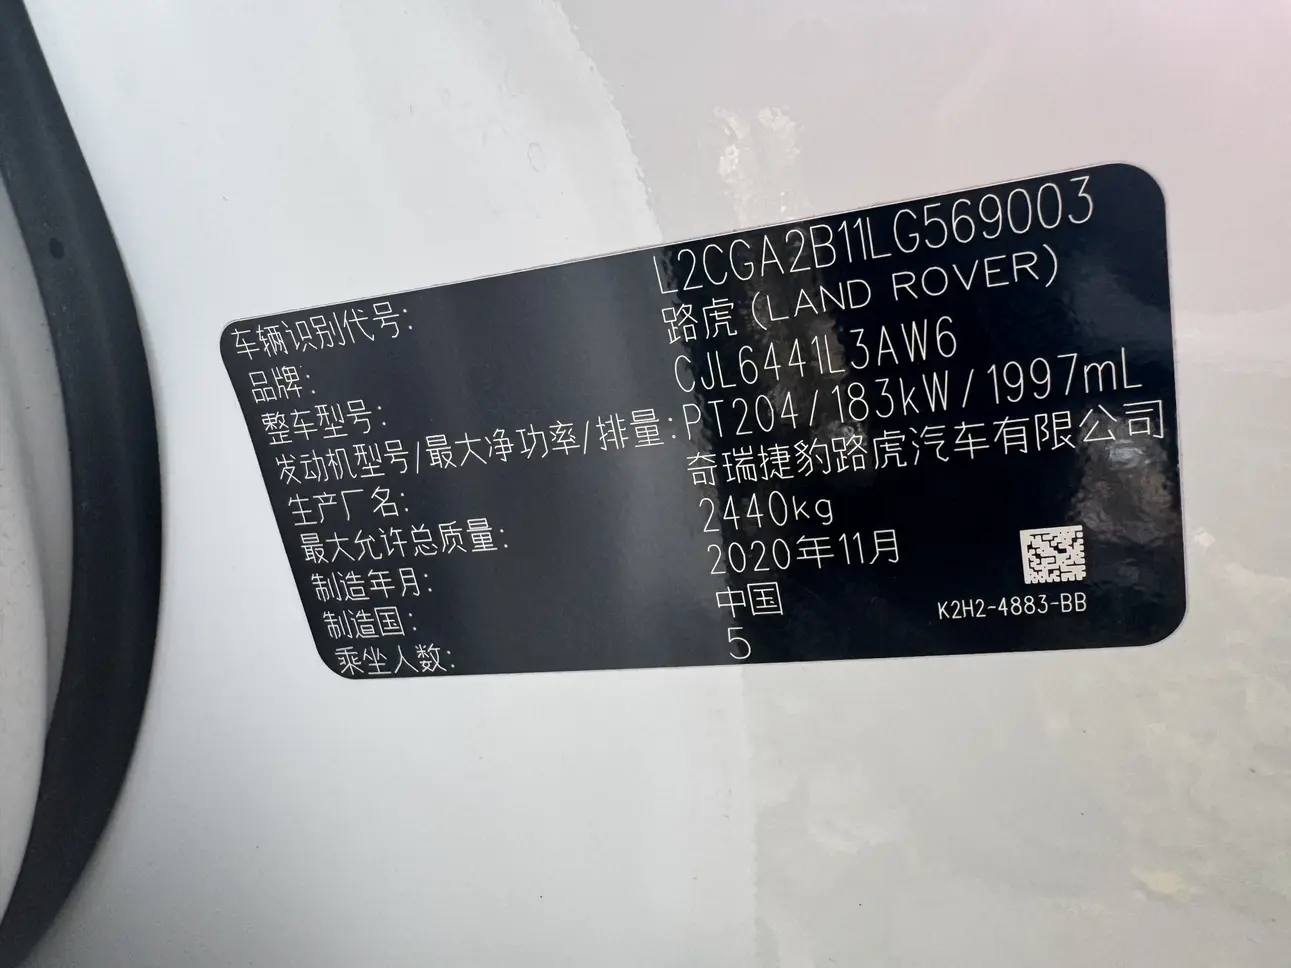 车辆识别代号: L2CGA2B11LG569003
品牌: 路虎 (LAND ROVER)
整车型号: CJL6441L3AW6
发动机型号/最大净功率/排量: PT204/183kW/1997mL
生产厂名: 奇瑞捷豹路虎汽车有限公司
最大允许总质量: 2440kg
制造年月: 2020年11月
制造国: 中国
乘坐人数: 5
K2H2-4883-BB